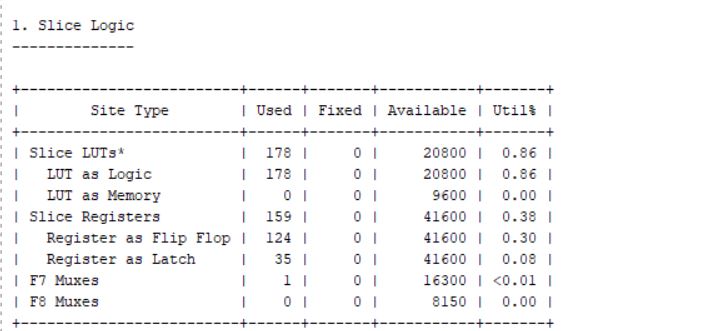 1. Slice Logic
--------------
+--------------------------+------+-------+-----------+-------+
|         Site Type        | Used | Fixed | Available | Util% |
+--------------------------+------+-------+-----------+-------+
| Slice LUTs*              |  178 |     0 |     20800 |  0.86 |
|   LUT as Logic           |  178 |     0 |     20800 |  0.86 |
|   LUT as Memory          |    0 |     0 |      9600 |  0.00 |
| Slice Registers          |  159 |     0 |     41600 |  0.38 |
|   Register as Flip Flop  |  124 |     0 |     41600 |  0.30 |
|   Register as Latch      |   35 |     0 |     41600 |  0.08 |
| F7 Muxes                 |    1 |     0 |     16300 | <0.01 |
| F8 Muxes                 |    0 |     0 |      8150 |  0.00 |
+--------------------------+------+-------+-----------+-------+